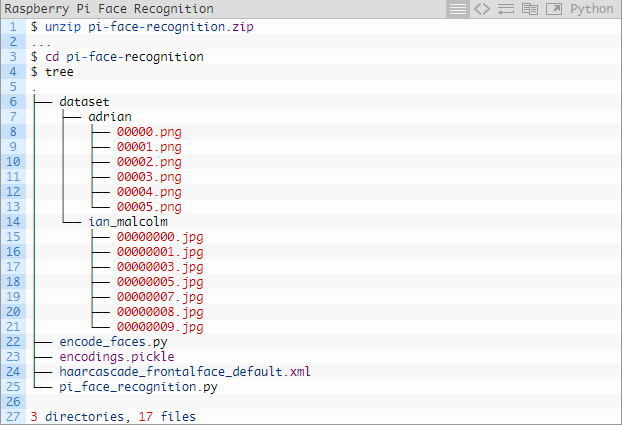 Raspberry Pi Face Recognition Python
1 $ unzip pi-face-recognition.zip
2 ...
3 $ cd pi-face-recognition
4 $ tree
5 .
6 ├── dataset
7 │   ├── adrian
8 │   │   ├── 00000.png
9 │   │   ├── 00001.png
10 │   │   ├── 00002.png
11 │   │   ├── 00003.png
12 │   │   ├── 00004.png
13 │   │   └── 00005.png
14 │   └── ian_malcolm
15 │       ├── 00000000.jpg
16 │       ├── 00000001.jpg
17 │       ├── 00000003.jpg
18 │       ├── 00000005.jpg
19 │       ├── 00000007.jpg
20 │       ├── 00000008.jpg
21 │       └── 00000009.jpg
22 ├── encode_faces.py
23 ├── encodings.pickle
24 ├── haarcascade_frontalface_default.xml
25 └── pi_face_recognition.py
26
27 3 directories, 17 files